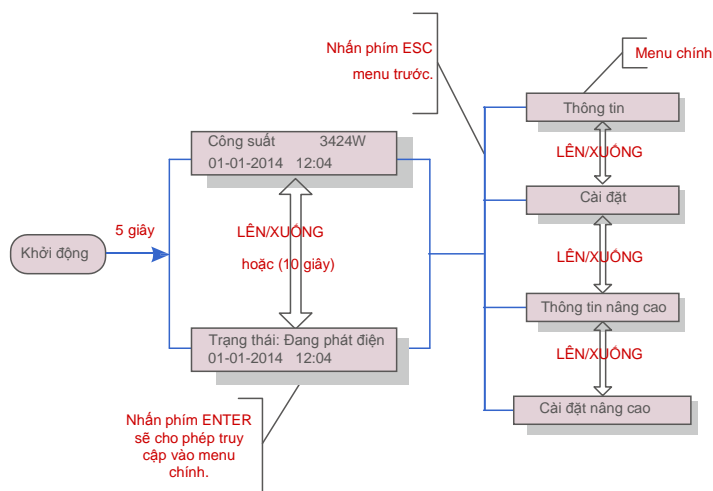 Nhấn phím ESC
menu trước.
Menu chính
Thông tin
Công suất 3424W
01-01-2014 12:04
LÊN/XUỐNG
Cài đặt
5 giây
LÊN/XUỐNG
hoặc (10 giây)
Khởi động
LÊN/XUỐNG
Thông tin nâng cao
Trạng thái: Đang phát điện
01-01-2014 12:04
LÊN/XUỐNG
Cài đặt nâng cao
Nhấn phím ENTER
sẽ cho phép truy
cập vào menu
chính.